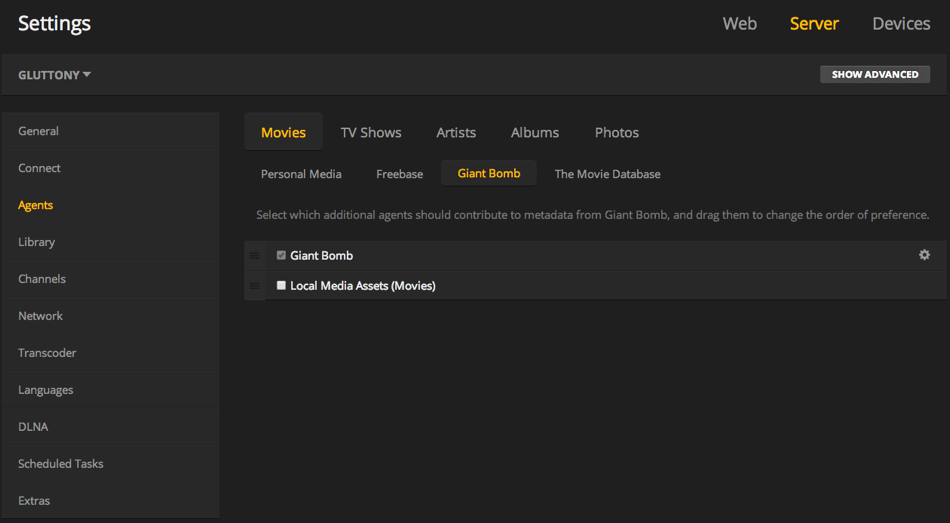 Settings
Web Server Devices
GLUTTONY
SHOW ADVANCED
General
Connect
Agents
Library
Channels
Network
Transcoder
Languages
DLNA
Scheduled Tasks
Extras
Movies TV Shows Artists Albums Photos
Personal Media Freebase Giant Bomb The Movie Database
Select which additional agents should contribute to metadata from Giant Bomb, and drag them to change the order of preference.
Giant Bomb
Local Media Assets (Movies)